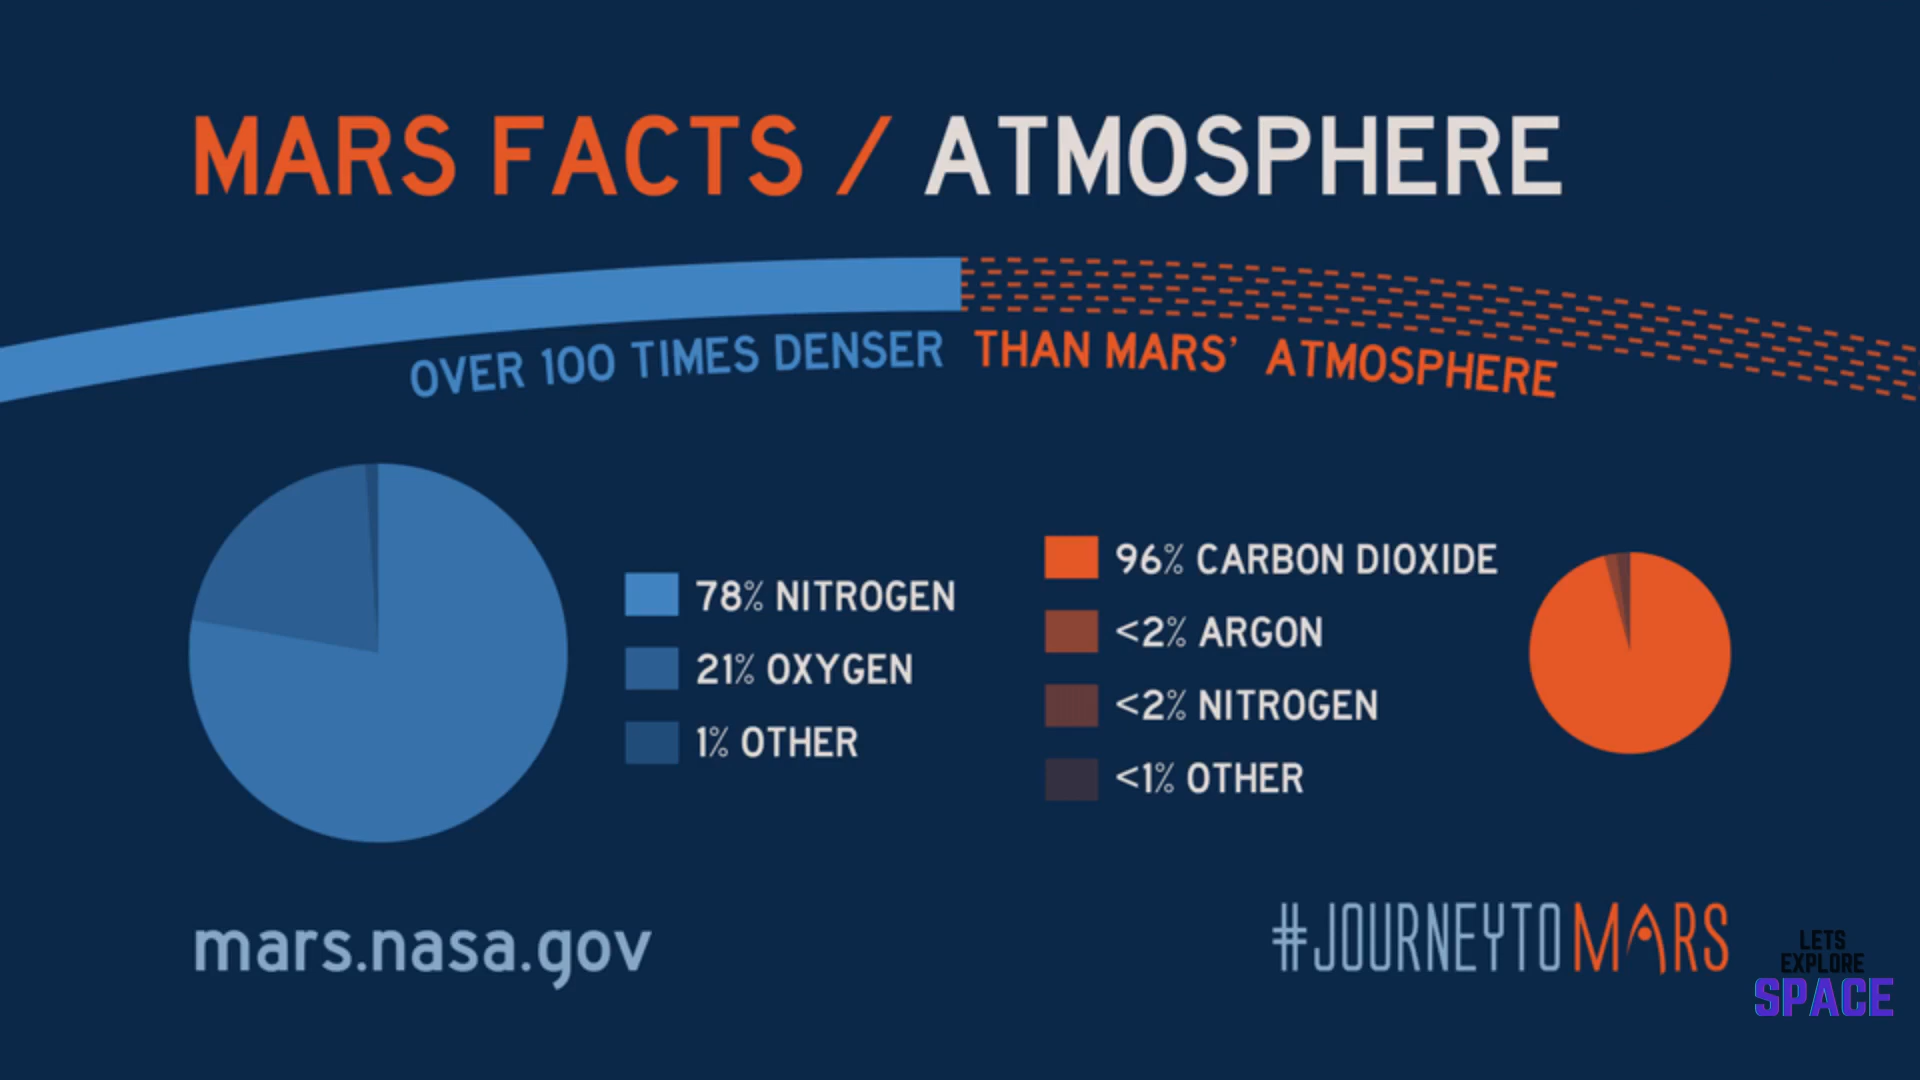 MARS FACTS / ATMOSPHERE
OVER 100 TIMES DENSER THAN MARS' ATMOSPHERE
78% NITROGEN
21% OXYGEN
1% OTHER
96% CARBON DIOXIDE
<2% ARGON
<2% NITROGEN
<1% OTHER
mars.nasa.gov
#JOURNEYTOMARS
LETS
EXPLORE
SPACE